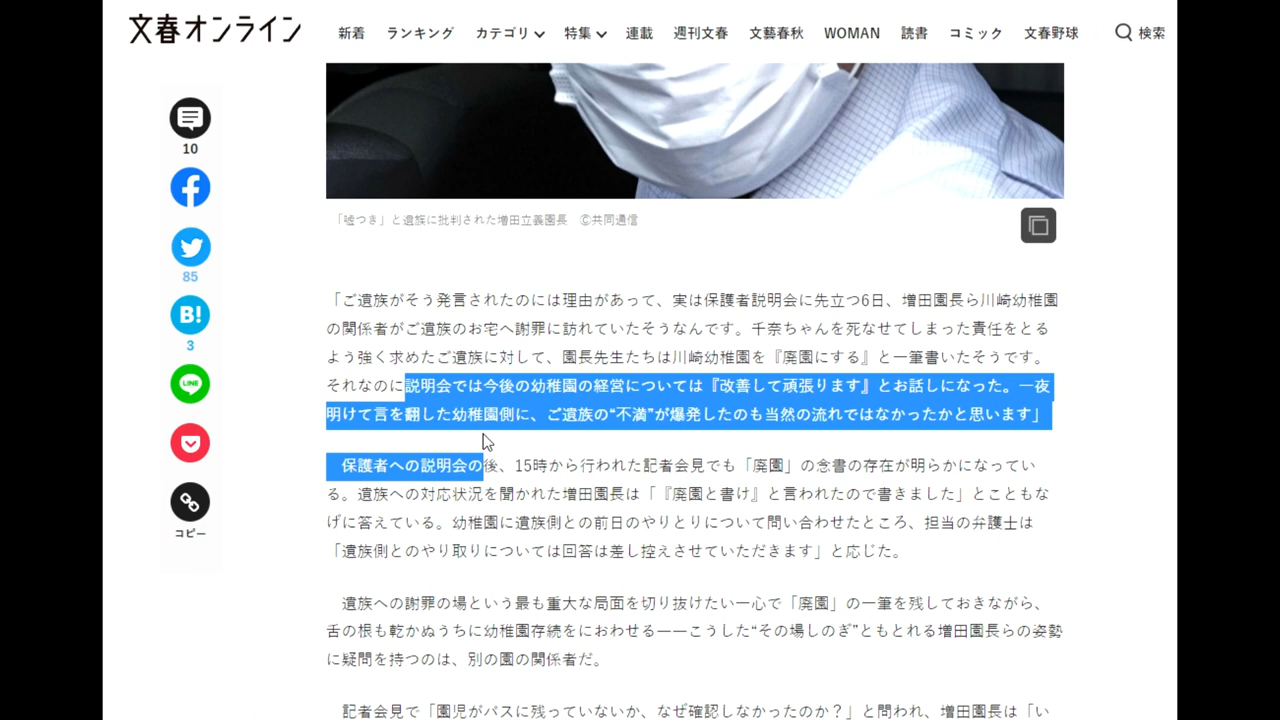 文春オンライン
新着 ランキング カテゴリ 特集 連載 週刊文春 文藝春秋 WOMAN 読書 コミック 文春野球 検索
10
85
B!
3
LINE
コピー
「嘘つき」と遺族に批判された増田立義園長 ©共同通信
「ご遺族がそう発言されたのには理由があって、実は保護者説明会に先立つ6日、増田園長ら川崎幼稚園
の関係者がご遺族のお宅へ謝罪に訪れていたそうなんです。千奈ちゃんを死なせてしまった責任をとる
よう強く求めたご遺族に対して、園長先生たちは川崎幼稚園を『廃園にする』と一筆書いたそうです。
それなのに説明会では今後の幼稚園の経営については『改善して頑張ります』とお話しになった。一夜
明けて言を翻した幼稚園側に、ご遺族の“不満”が爆発したのも当然の流れではなかったかと思います」
保護者への説明会の後、15時から行われた記者会見でも「廃園」の念書の存在が明らかになってい
る。遺族への対応状況を聞かれた増田園長は「『廃園と書け』と言われたので書きました」とこともな
げに答えている。幼稚園に遺族側との前日のやりとりについて問い合わせたところ、担当の弁護士は
「遺族側とのやり取りについては回答は差し控えさせていただきます」と応じた。
遺族への謝罪の場という最も重大な局面を切り抜けたい一心で「廃園」の一筆を残しておきながら、
舌の根も乾かぬうちに幼稚園存続をにおわせる――こうした“その場しのぎ”ともとれる増田園長らの姿勢
に疑問を持つのは、別の園の関係者だ。
記者会見で「園児がバスに残っていないか、なぜ確認しなかったのか？」と問われ、増田園長は「い